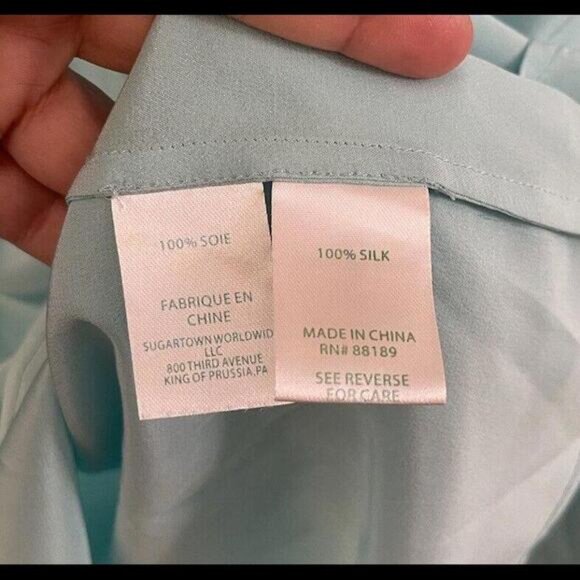 100% SOIE
FABRIQUE EN
CHINE
SUGARTOWN WORLDWID
LLC
800 THIRD AVENUE
KING OF PRUSSIA,PA
100% SILK
MADE IN CHINA
RN# 88189
SEE REVERSE
FOR CARE